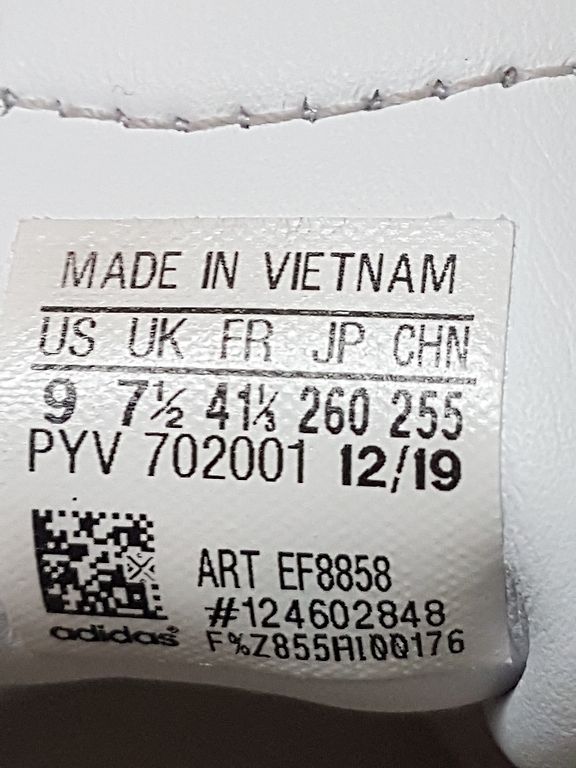 MADE IN VIETNAM
US UK FR JP CHN
9 7½ 41⅓ 260 255
PYV 702001 12/19
ART EF8858
#124602848
adidas®
F%Z855HI00176